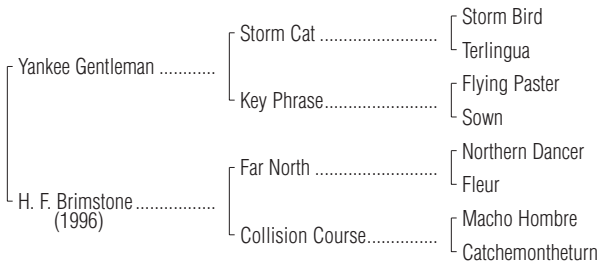 Storm Bird
Storm Cat ........................
Terlingua
Yankee Gentleman ............
Flying Paster
Key Phrase........................
Sown
Northern Dancer
Far North ..........................
Fleur
H. F. Brimstone .................
(1996)
Macho Hombre
Collision Course...............
Catchemontheturn